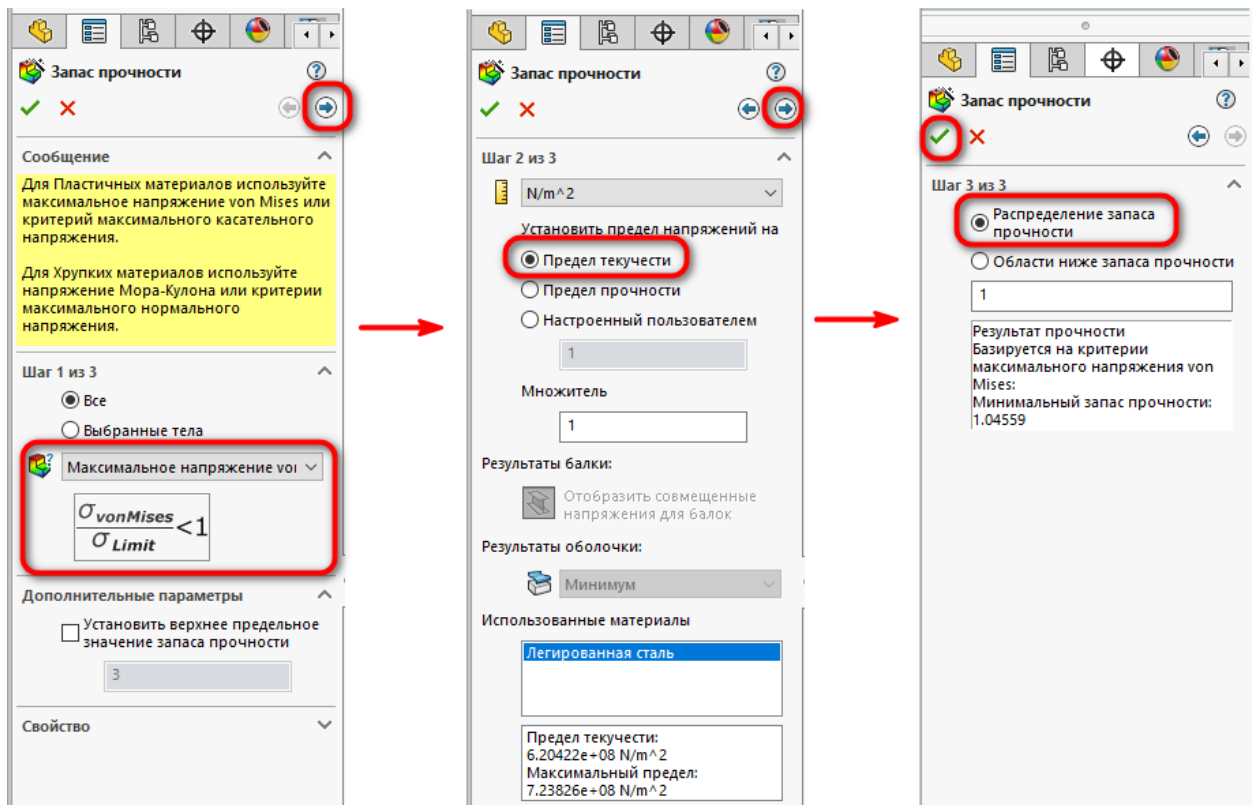 Запас прочности
Сообщение
Для Пластичных материалов используйте
максимальное напряжение von Mises или
критерий максимального касательного
напряжения.
Для Хрупких материалов используйте
напряжение Мора-Кулона или критерии
максимального нормального
напряжения.
Шаг 1 из 3
Все
Выбранные тела
Максимальное напряжение voı
σvonMises
<1
σLimit
Дополнительные параметры
Установить верхнее предельное
значение запаса прочности
3
Свойство
Запас прочности
Шаг 2 из 3
N/m^2
Установить предел напряжений на
Предел текучести
Предел прочности
Настроенный пользователем
1
Множитель
1
Результаты балки:
Отобразить совмещенные
напряжения для балок
Результаты оболочки:
Минимум
Использованные материалы
Легированная сталь
Предел текучести:
6.20422e+08 N/m^2
Максимальный предел:
7.23826e+08 N/m^2
Запас прочности
Шаг 3 из 3
Распределение запаса
прочности
Области ниже запаса прочности
1
Результат прочности
Базируется на критерии
максимального напряжения von
Mises:
Минимальный запас прочности:
1.04559